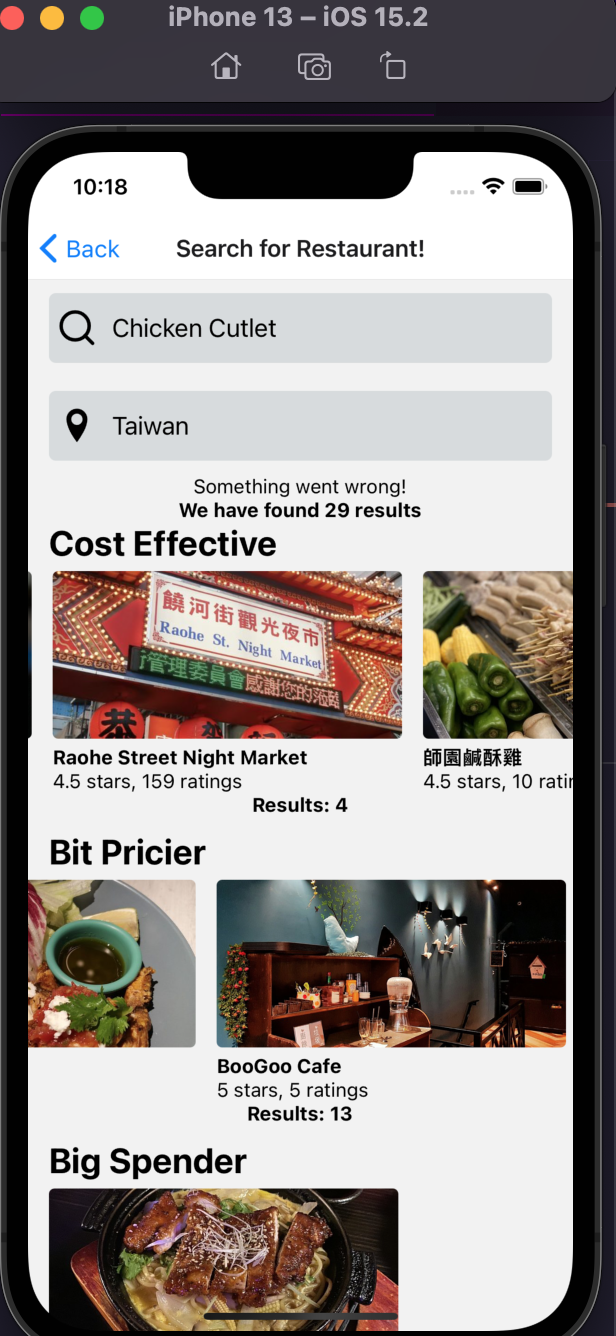 iPhone 13 – iOS 15.2
10:18
Back
Search for Restaurant!
Chicken Cutlet
Taiwan
Something went wrong!
We have found 29 results
Cost Effective
饒河街觀光夜市
Raohe St. Night Market
管理委員會感謝您的蒞
恭
Raohe Street Night Market
4.5 stars, 159 ratings
師園鹹酥雞
4.5 stars, 10 ratin
Results: 4
Bit Pricier
BooGoo Cafe
5 stars, 5 ratings
Results: 13
Big Spender